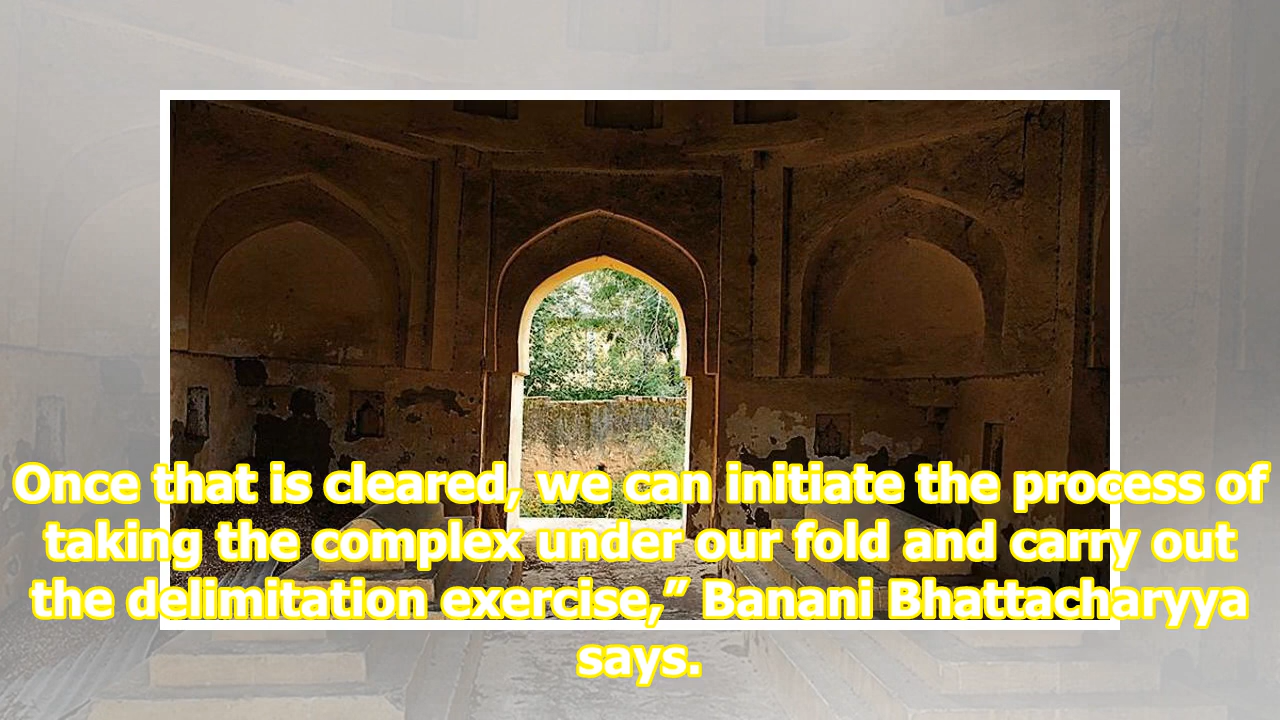 Once that is cleared, we can initiate the process of
taking the complex under our fold and carry out
the delimitation exercise,” Banani Bhattacharyya
says.